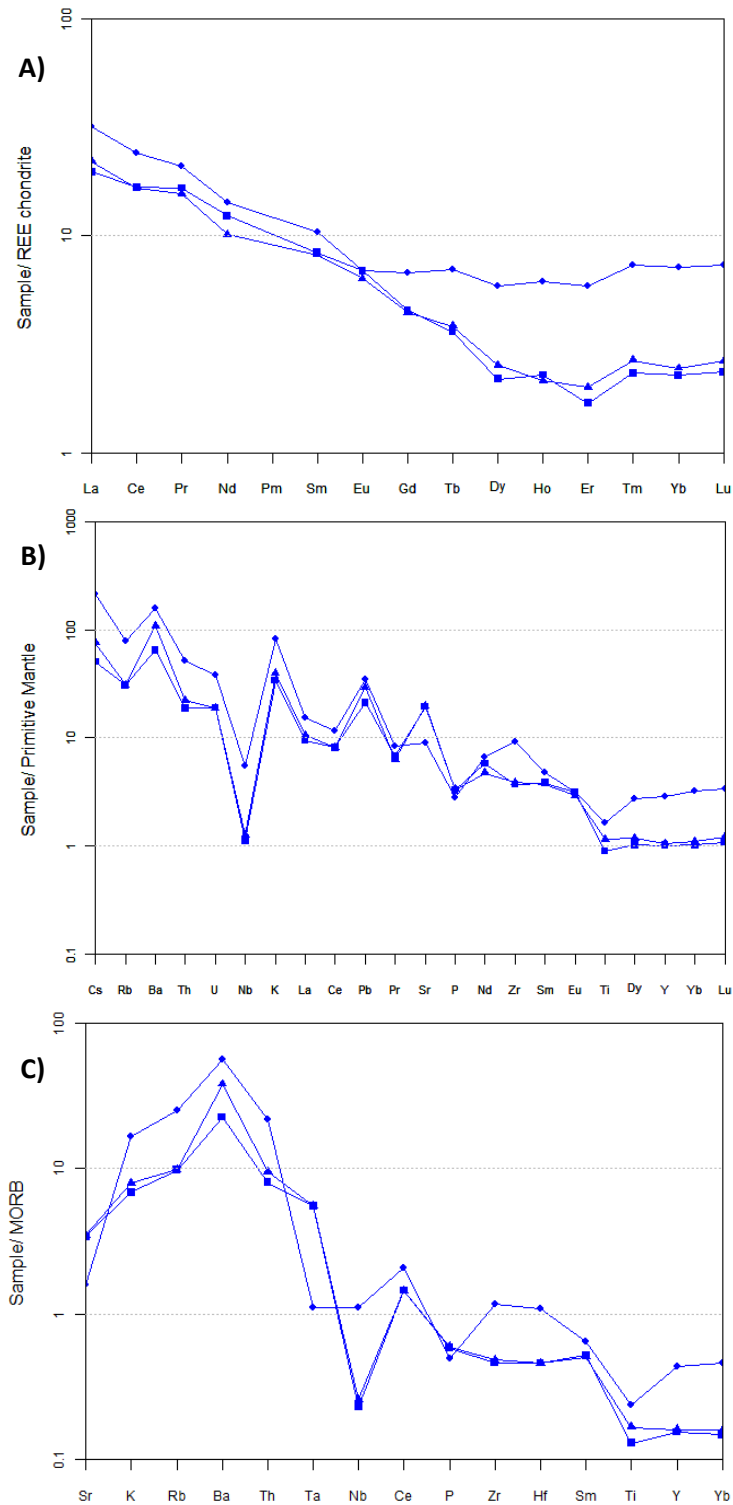 A)
100
10
1
Sample/ REE chondrite
La Ce Pr Nd Pm Sm Eu Gd Tb Dy Ho Er Tm Yb Lu
B)
1000
100
10
1
0.1
Sample/ Primitive Mantle
Cs Rb Ba Th U Nb K La Ce Pb Pr Sr P Nd Zr Sm Eu Ti Dy Y Yb Lu
C)
100
10
1
0.1
Sample/ MORB
Sr K Rb Ba Th Ta Nb Ce P Zr Hf Sm Ti Y Yb